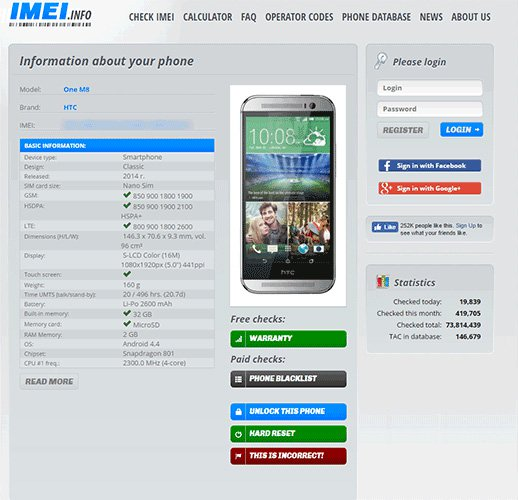 IMEI.INFO
CHECK IMEI CALCULATOR FAQ OPERATOR CODES PHONE DATABASE NEWS ABOUT US
Information about your phone
Model: One M8
Brand: HTC
IMEI:
BASIC INFORMATION:
Device type: Smartphone
Design: Classic
Released: 2014 r.
SIM card size: Nano Sim
GSM: ✔ 850 900 1800 1900
HSDPA: ✔ 850 900 1900 2100
HSPA+
LTE: ✔ 800 900 1800 2600
Dimensions (H/L/W): 146.3 x 70.6 x 9.3 mm, vol.
96 cm³
Display: S-LCD Color (16M)
1080x1920px (5.0") 441ppi
Touch screen: ✔
Weight: 160 g
Time UMTS (talk/stand-by): 20 / 496 hrs. (20.7d)
Battery: Li-Po 2600 mAh
Built-in memory: ✔ 32 GB
Memory card: ✔ MicroSD
RAM Memory: 2 GB
OS: Android 4.4
Chipset: Snapdragon 801
CPU #1 freq.: 2300.0 MHz (4-core)
READ MORE
10:10
hTC
Free checks:
WARRANTY
Paid checks:
PHONE BLACKLIST
UNLOCK THIS PHONE
HARD RESET
THIS IS INCORRECT!
Please login
Login
Password
REGISTER LOGIN
f Sign in with Facebook
g+ Sign in with Google+
Like 252K people like this. Sign Up to
see what your friends like.
Statistics
Checked today: 19,839
Checked this month: 419,705
Checked total: 73,814,439
TAC in database: 146,679